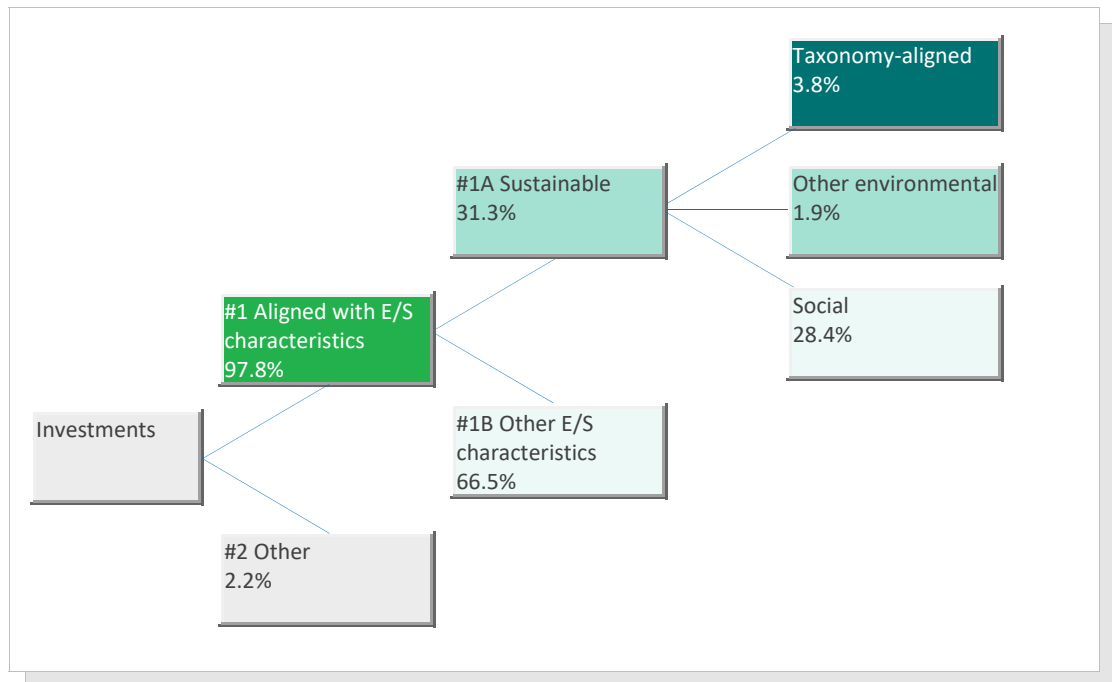 Taxonomy-aligned
3.8%
#1A Sustainable
31.3%
Other environmental
1.9%
#1 Aligned with E/S
characteristics
97.8%
Social
28.4%
Investments
#1B Other E/S
characteristics
66.5%
#2 Other
2.2%